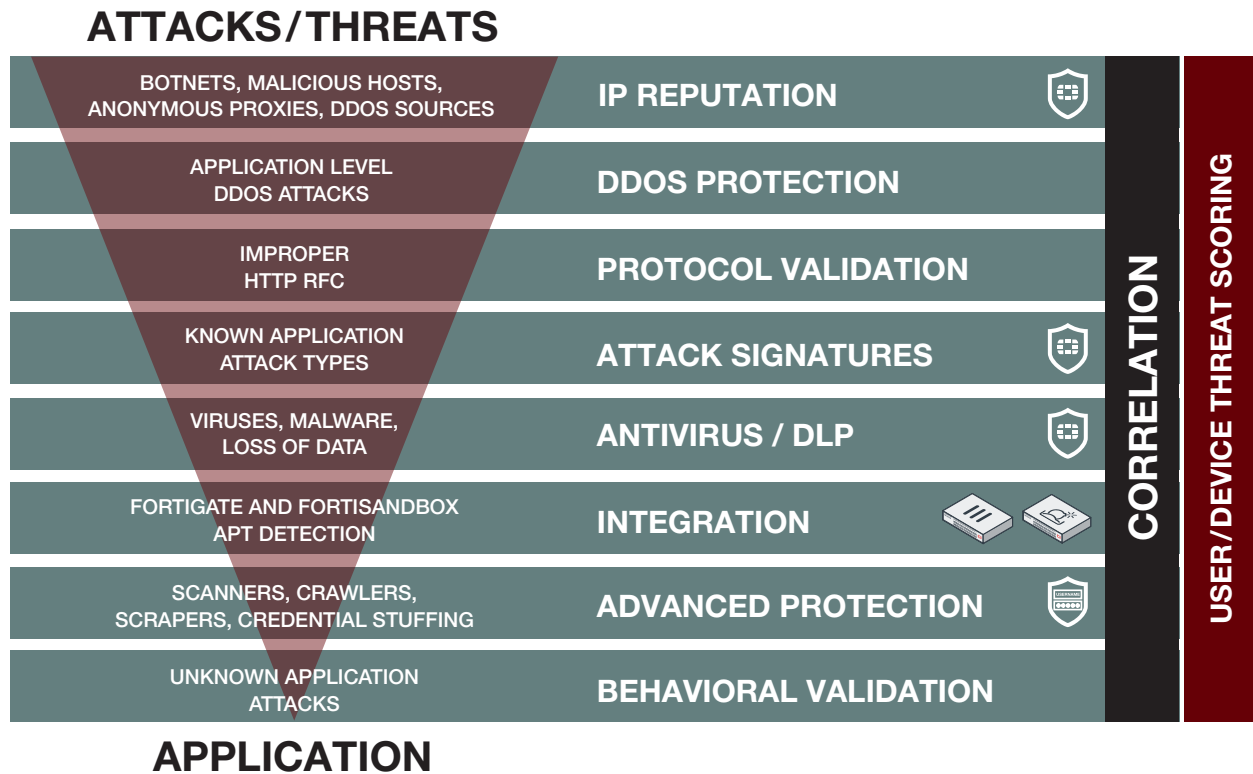 ATTACKS/THREATS
BOTNETS, MALICIOUS HOSTS,
ANONYMOUS PROXIES, DDOS SOURCES
IP REPUTATION
APPLICATION LEVEL
DDOS ATTACKS
DDOS PROTECTION
IMPROPER
HTTP RFC
PROTOCOL VALIDATION
KNOWN APPLICATION
ATTACK TYPES
ATTACK SIGNATURES
VIRUSES, MALWARE,
LOSS OF DATA
ANTIVIRUS / DLP
FORTIGATE AND FORTISANDBOX
APT DETECTION
INTEGRATION
SCANNERS, CRAWLERS,
SCRAPERS, CREDENTIAL STUFFING
ADVANCED PROTECTION
USERNAME
UNKNOWN APPLICATION
ATTACKS
BEHAVIORAL VALIDATION
CORRELATION
USER/DEVICE THREAT SCORING
APPLICATION